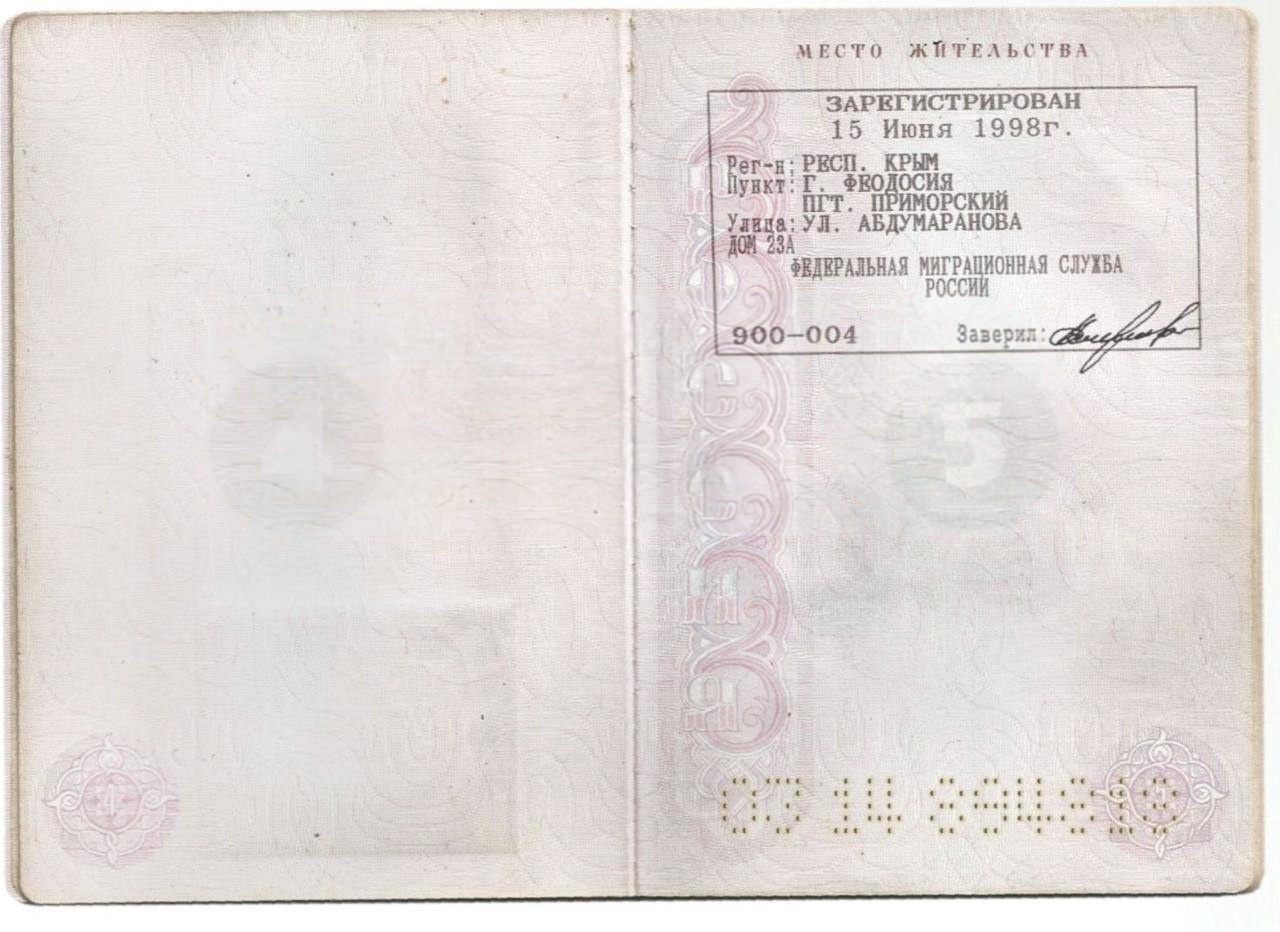 МЕСТО ЖИТЕЛЬСТВА
ЗАРЕГИСТРИРОВАН
15 Июня 1998г.
Рег-н: РЕСП. КРЫМ
Пункт: Г. ФЕОДОСИЯ
ПГТ. ПРИМОРСКИЙ
Улица: УЛ. АБДУМАРАНОВА
ДОМ 23А
ФЕДЕРАЛЬНАЯ МИГРАЦИОННАЯ СЛУЖБА
РОССИИ
900-004 Заверил:
4
5